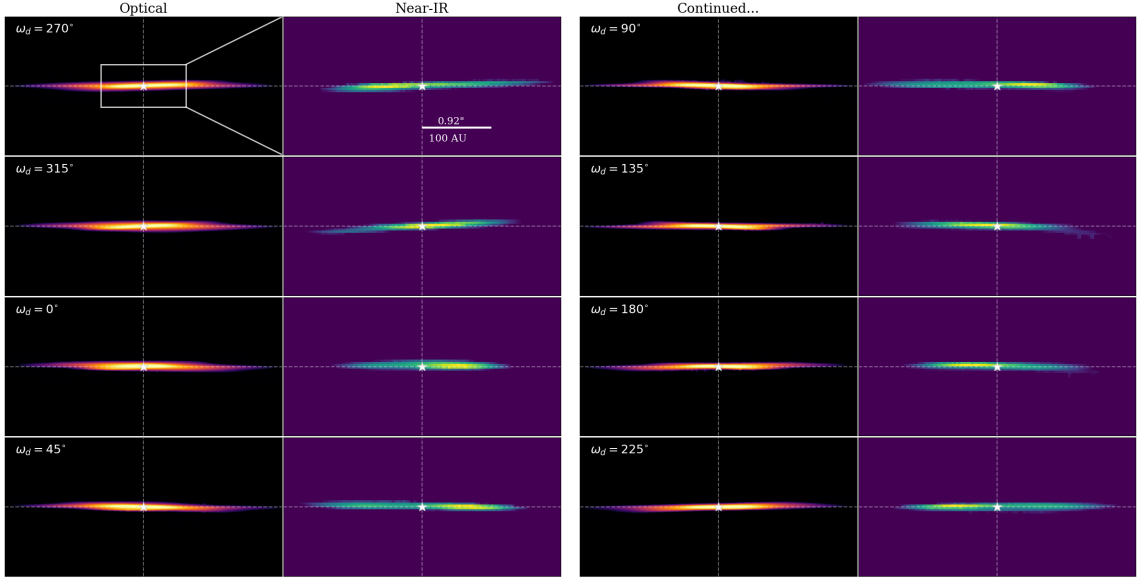 Optical Near-IR Continued...
ω_d = 270°
0.92"
100 AU
ω_d = 90°
ω_d = 315°
ω_d = 135°
ω_d = 0°
ω_d = 180°
ω_d = 45°
ω_d = 225°